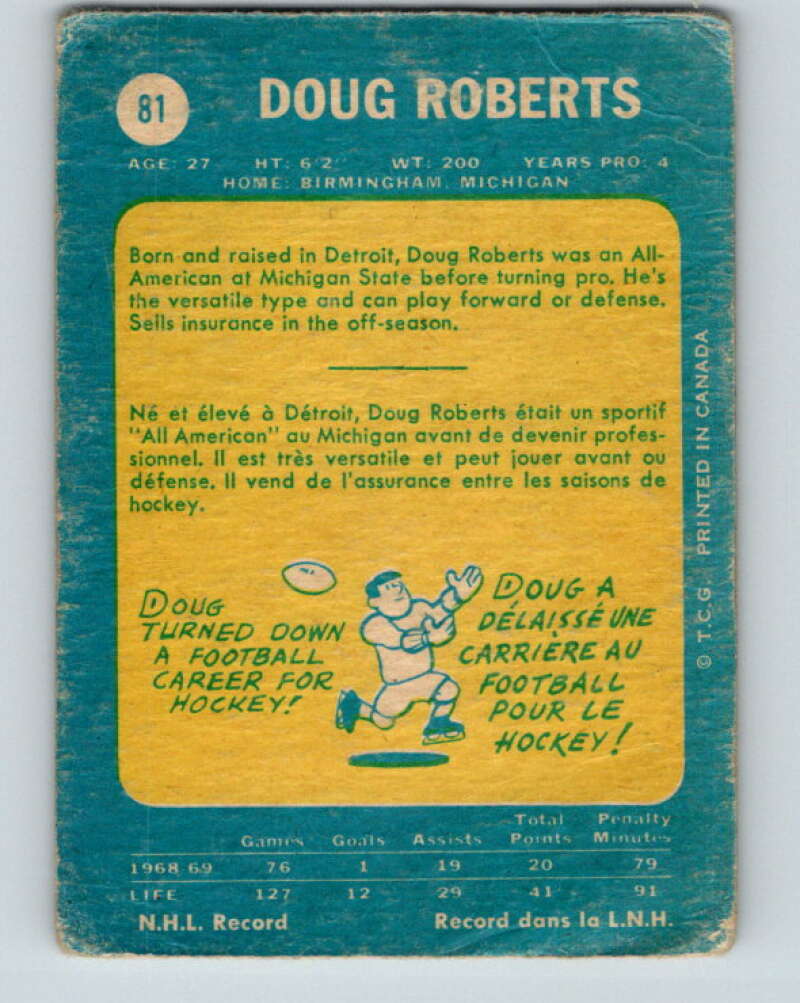 81
DOUG ROBERTS
AGE: 27 HT: 6'2" WT: 200 YEARS PRO: 4
HOME: BIRMINGHAM, MICHIGAN
Born and raised in Detroit, Doug Roberts was an All-
American at Michigan State before turning pro. He's
the versatile type and can play forward or defense.
Sells insurance in the off-season.
Né et élevé à Détroit, Doug Roberts était un sportif
"All American" au Michigan avant de devenir profes-
sionnel. Il est très versatile et peut jouer avant ou
défense. Il vend de l'assurance entre les saisons de
hockey.
DOUG
TURNED DOWN
A FOOTBALL
CAREER FOR
HOCKEY!
DOUG A
DÉLAISSÉ UNE
CARRIÈRE AU
FOOTBALL
POUR LE
HOCKEY!
© T.C.G. PRINTED IN CANADA
Games Goals Assists Total Points Penalty Minutes
1968-69 76 1 19 20 79
LIFE 127 12 29 41 91
N.H.L. Record Record dans la L.N.H.